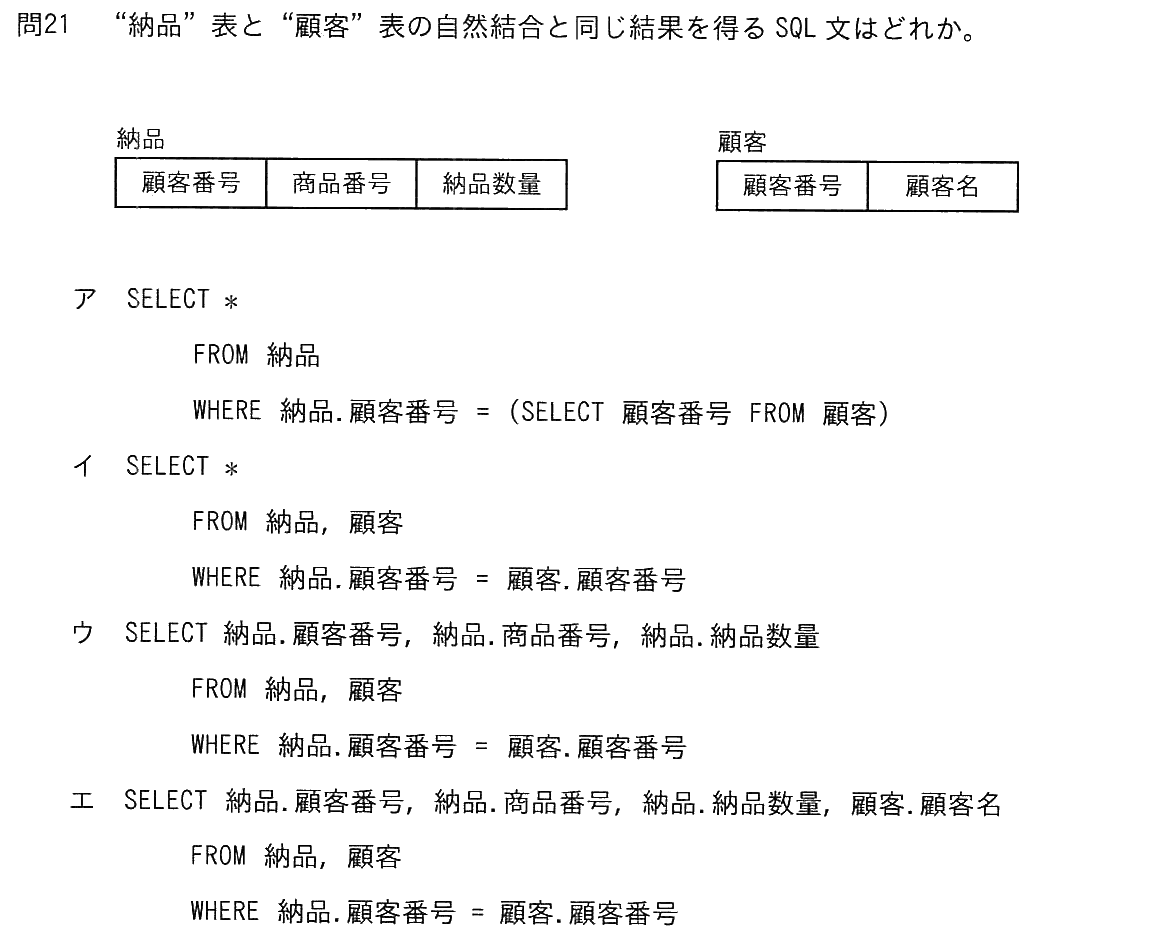 問21 “納品”表と“顧客”表の自然結合と同じ結果を得る SQL 文はどれか。
納品
顧客番号 商品番号 納品数量
顧客
顧客番号 顧客名
ア SELECT *
FROM 納品
WHERE 納品.顧客番号 = (SELECT 顧客番号 FROM 顧客)
イ SELECT *
FROM 納品, 顧客
WHERE 納品.顧客番号 = 顧客.顧客番号
ウ SELECT 納品.顧客番号, 納品.商品番号, 納品.納品数量
FROM 納品, 顧客
WHERE 納品.顧客番号 = 顧客.顧客番号
エ SELECT 納品.顧客番号, 納品.商品番号, 納品.納品数量, 顧客.顧客名
FROM 納品, 顧客
WHERE 納品.顧客番号 = 顧客.顧客番号